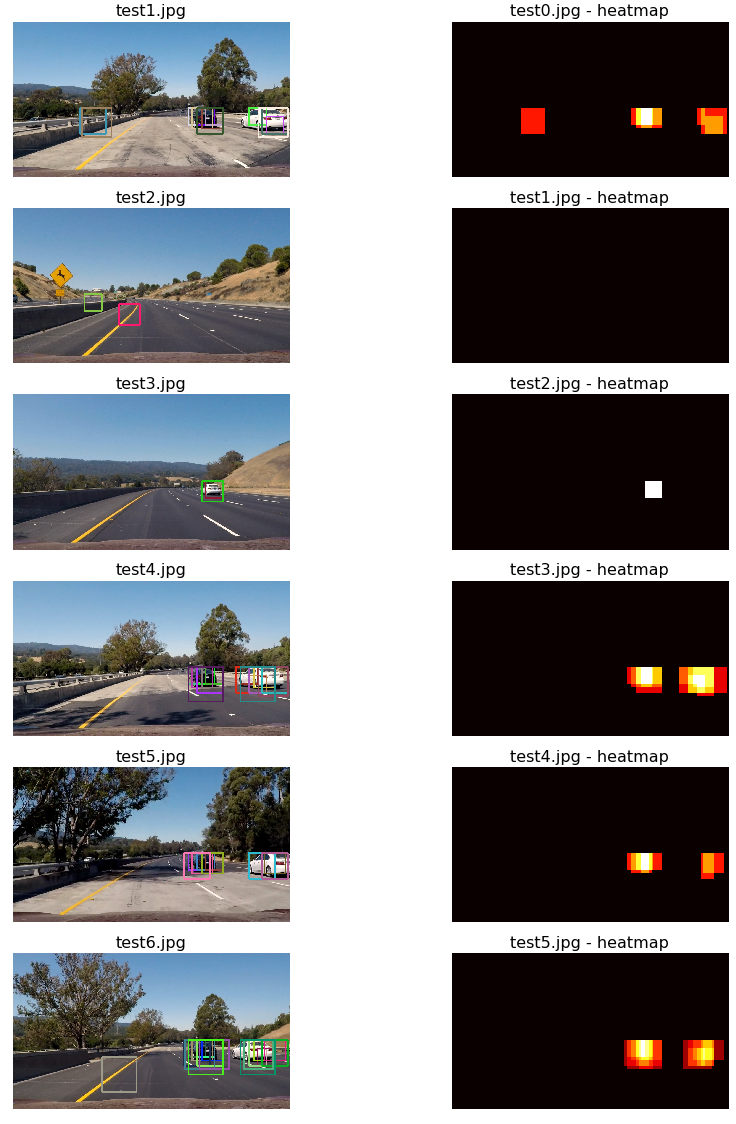 test1.jpg
test0.jpg - heatmap
test2.jpg
test1.jpg - heatmap
test3.jpg
test2.jpg - heatmap
test4.jpg
test3.jpg - heatmap
test5.jpg
test4.jpg - heatmap
test6.jpg
test5.jpg - heatmap